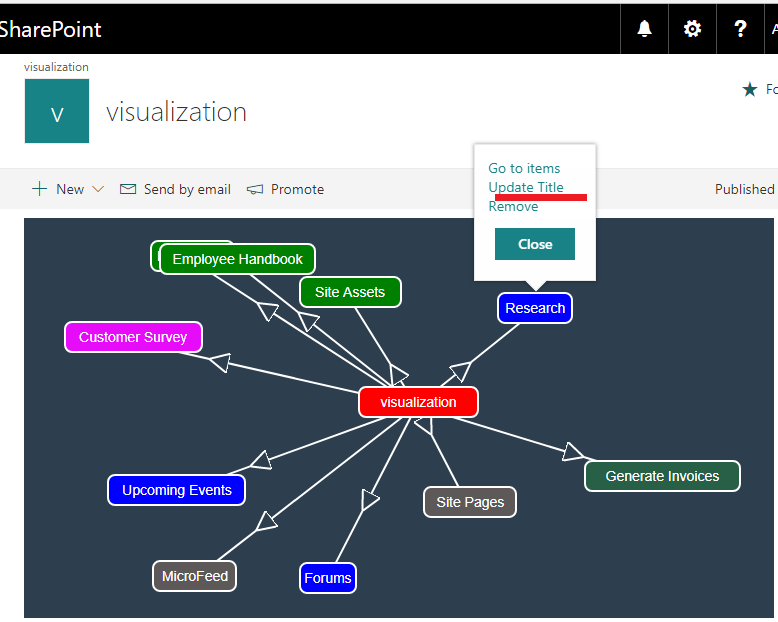 SharePoint
visualization
V
visualization
New
Send by email
Promote
Published
Go to items
Update Title
Remove
Close
Employee Handbook
Site Assets
Research
Customer Survey
visualization
Upcoming Events
Site Pages
Generate Invoices
MicroFeed
Forums